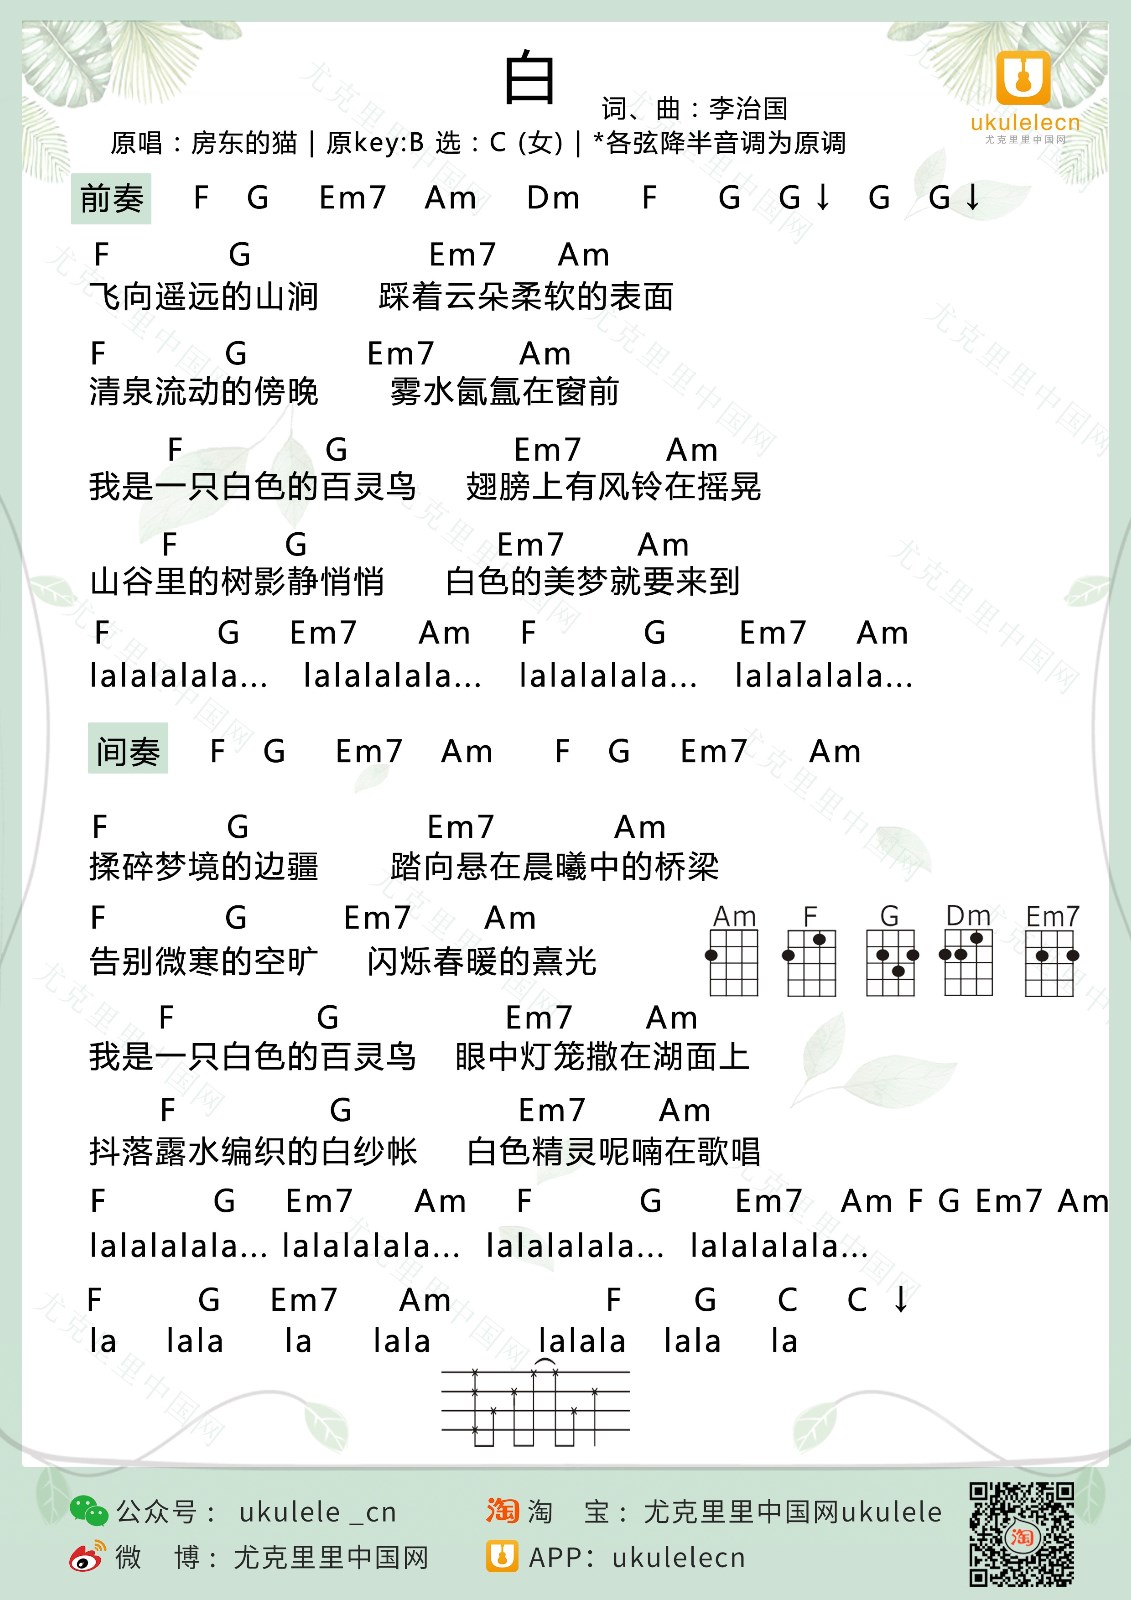 白
词、曲：李治国
ukulelecn
尤克里里中国网
原唱：房东的猫 | 原key:B 选：C (女) | *各弦降半音调为原调
前奏 F G Em7 Am Dm F G G↓ G G↓
F G Em7 Am
飞向遥远的山涧 踩着云朵柔软的表面
F G Em7 Am
清泉流动的傍晚 雾水氤氲在窗前
F G Em7 Am
我是一只白色的百灵鸟 翅膀上有风铃在摇晃
F G Em7 Am
山谷里的树影静悄悄 白色的美梦就要来到
F G Em7 Am F G Em7 Am
lalalalala... lalalalala... lalalalala... lalalalala...
间奏 F G Em7 Am F G Em7 Am
F G Em7 Am
揉碎梦境的边疆 踏向悬在晨曦中的桥梁
F G Em7 Am
告别微寒的空旷 闪烁春暖的熹光
Am F G Dm Em7
F G Em7 Am
我是一只白色的百灵鸟 眼中灯笼撒在湖面上
F G Em7 Am
抖落露水编织的白纱帐 白色精灵呢喃在歌唱
F G Em7 Am F G Em7 Am F G Em7 Am
lalalalala... lalalalala... lalalalala... lalalalala...
F G Em7 Am F G C C ↓
la lala la lala lalala lala la
公众号： ukulele _cn
淘 淘 宝：尤克里里中国网ukulele
微 博：尤克里里中国网
APP：ukulelecn
淘